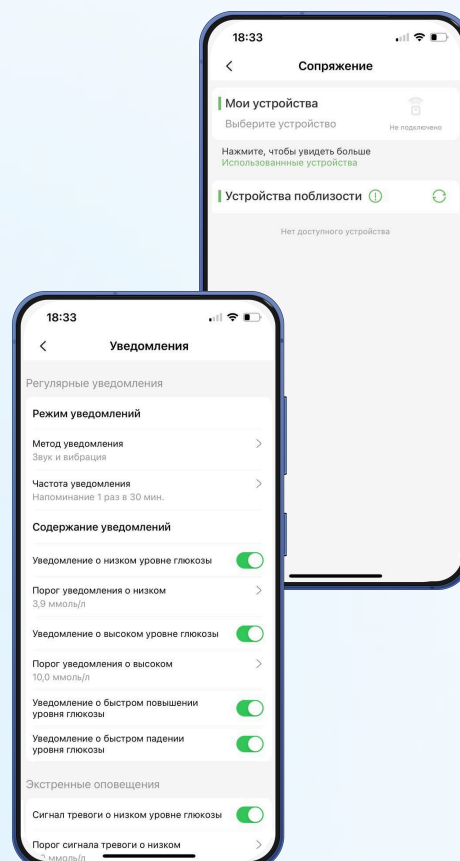 18:33
Сопряжение
Мои устройства
Выберите устройство
Не подключено
Нажмите, чтобы увидеть больше
Использованнные устройства
Устройства поблизости
Нет доступного устройства
18:33
Уведомления
Регулярные уведомления
Режим уведомлений
Метод уведомления
Звук и вибрация
Частота уведомления
Напоминание 1 раз в 30 мин.
Содержание уведомлений
Уведомление о низком уровне глюкозы
Порог уведомления о низком
3,9 ммоль/л
Уведомление о высоком уровне глюкозы
Порог уведомления о высоком
10,0 ммоль/л
Уведомление о быстром повышении
уровня глюкозы
Уведомление о быстром падении
уровня глюкозы
Экстренные оповещения
Сигнал тревоги о низком уровне глюкозы
Порог сигнала тревоги о низком
ммоль/л